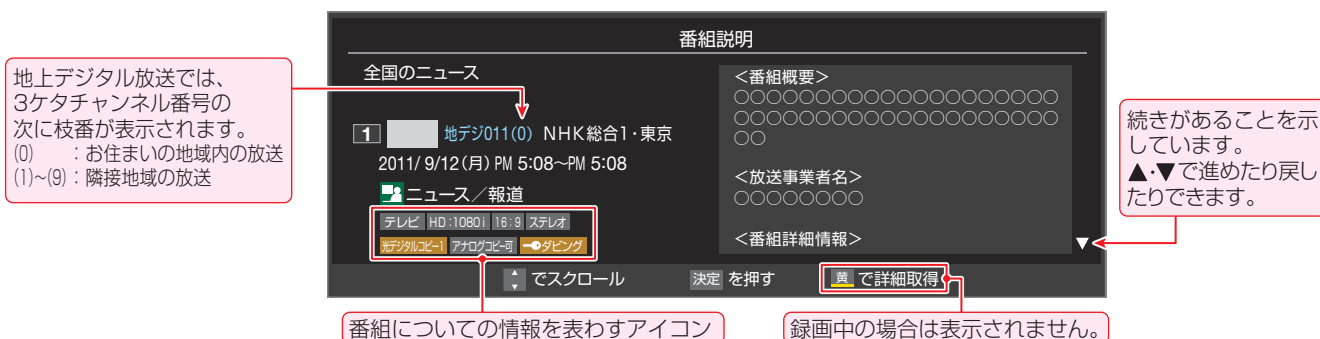 番組説明
全国のニュース
1 地デジ011(0) NHK総合1・東京
2011/ 9/12(月) PM 5:08~PM 5:08
ニュース/報道
テレビ HD:1080i 16:9 ステレオ
光デジタルコピー1 アナログコピー可 ダビング
<番組概要>
○○○○○○○○○○○○○○○○○○○○
○○○○○○○○○○○○○○○○○○○○
○○
<放送事業者名>
○○○○○○○○
<番組詳細情報>
▼
でスクロール 決定 を押す 黄 で詳細取得
地上デジタル放送では、
3ケタチャンネル番号の
次に枝番が表示されます。
(0) :お住まいの地域内の放送
(1)~(9):隣接地域の放送
続きがあることを示
しています。
▲・▼で進めたり戻し
たりできます。
番組についての情報を表わすアイコン
録画中の場合は表示されません。